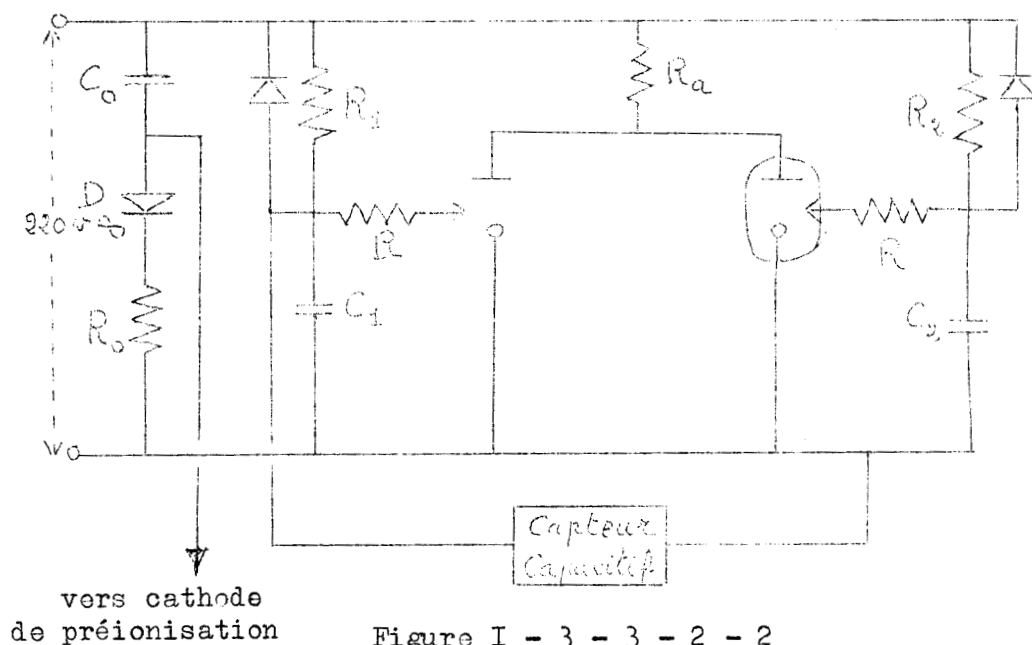 C₀
R₁
Rₐ
R₂
D
220 v
R
R
R₀
C₁
C₂
Capteur
Capacitif
vers cathode
de préionisation
Figure I - 3 - 3 - 2 - 2